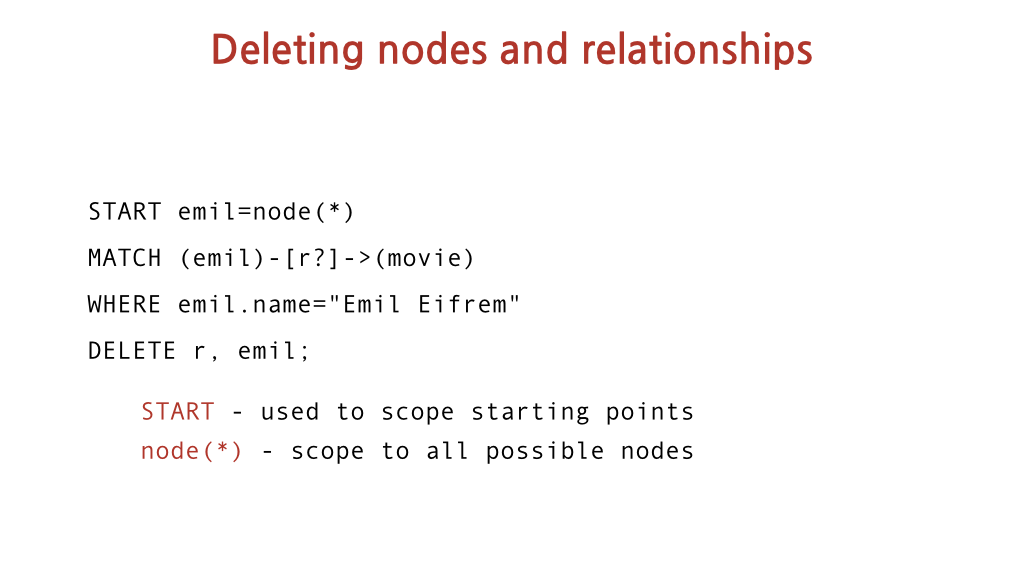 Deleting nodes and relationships
START emil=node(*)
MATCH (emil)-[r?]->(movie)
WHERE emil.name="Emil Eifrem"
DELETE r, emil;
START - used to scope starting points
node(*) - scope to all possible nodes